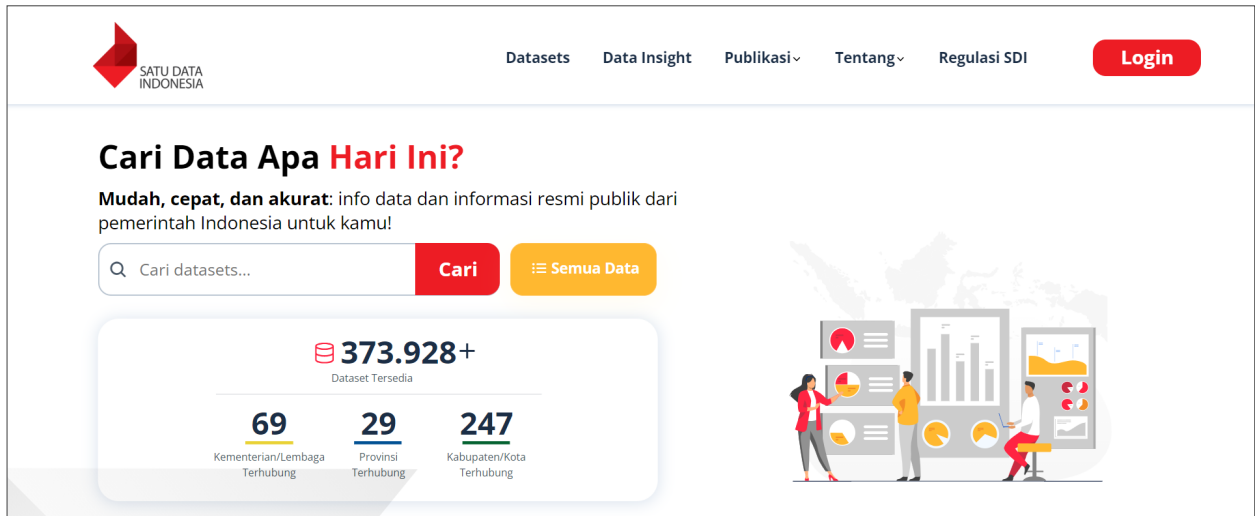 SATU DATA
INDONESIA
Datasets Data Insight Publikasi Tentang Regulasi SDI Login
Cari Data Apa Hari Ini?
Mudah, cepat, dan akurat: info data dan informasi resmi publik dari
pemerintah Indonesia untuk kamu!
Cari datasets... Cari Semua Data
373.928+
Dataset Tersedia
69 29 247
Kementerian/Lembaga Provinsi Kabupaten/Kota
Terhubung Terhubung Terhubung